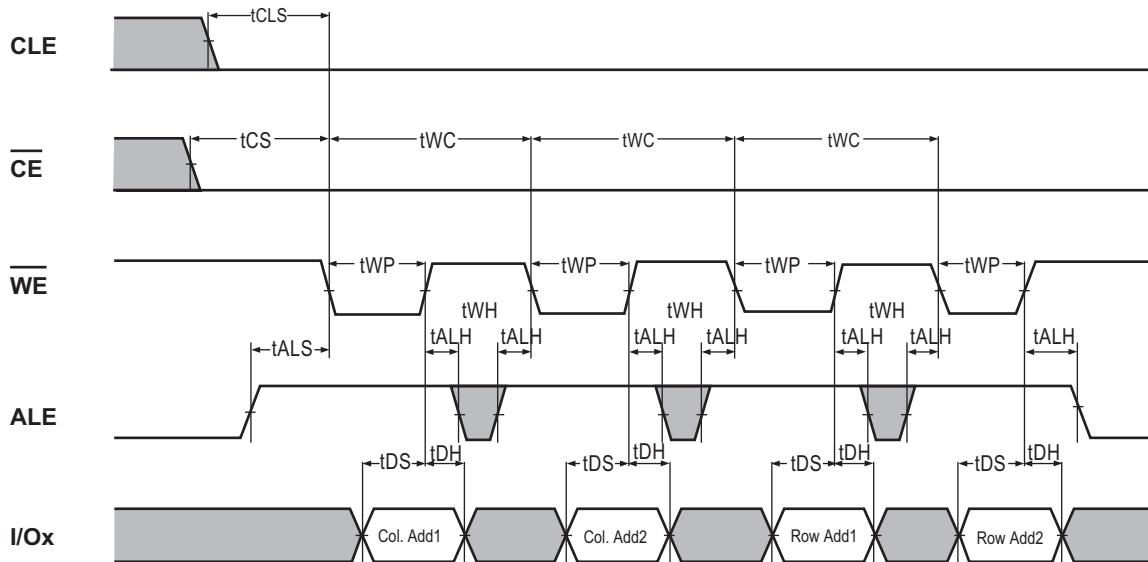 tCLS
CLE
tCS tWC tWC tWC
CE
tWP tWP tWP tWP
WE
tWH tWH tWH
tALS tALH tALH tALH tALH tALH tALH tALH
ALE
tDS tDH tDS tDH tDS tDH tDS tDH
I/Ox Col. Add1 Col. Add2 Row Add1 Row Add2